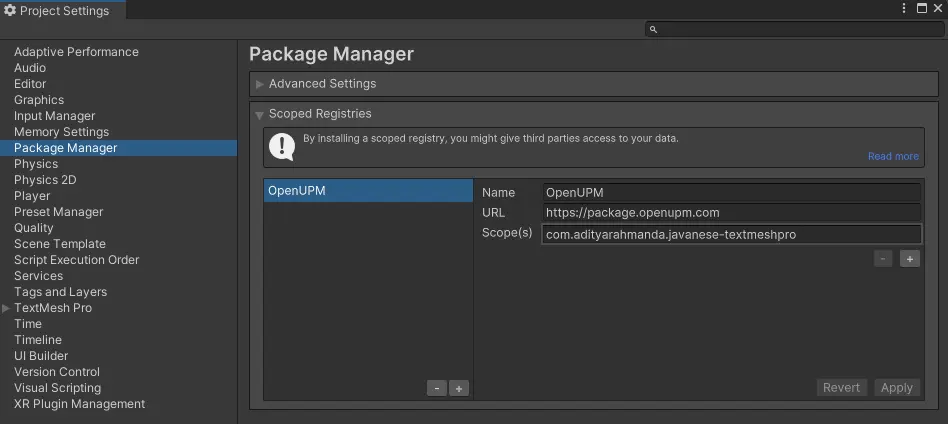 Project Settings
Adaptive Performance
Audio
Editor
Graphics
Input Manager
Memory Settings
Package Manager
Physics
Physics 2D
Player
Preset Manager
Quality
Scene Template
Script Execution Order
Services
Tags and Layers
TextMesh Pro
Time
Timeline
UI Builder
Version Control
Visual Scripting
XR Plugin Management
Package Manager
Advanced Settings
Scoped Registries
By installing a scoped registry, you might give third parties access to your data.
Read more
OpenUPM
Name OpenUPM
URL https://package.openupm.com
Scope(s) com.adityarahmanda.javanese-textmeshpro
- +
- +
Revert Apply